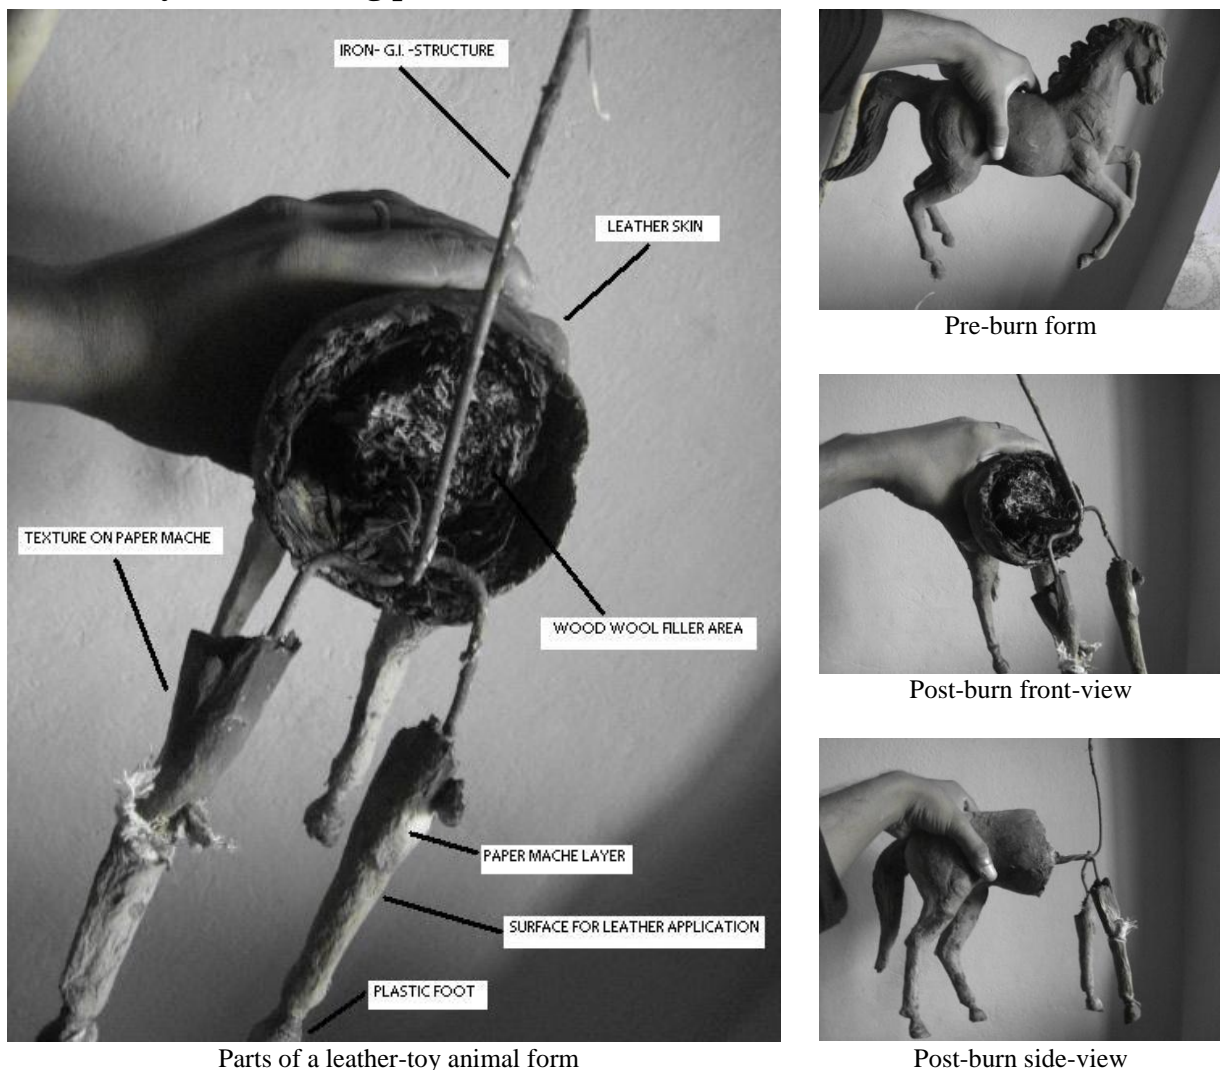 IRON- G.I. -STRUCTURE
LEATHER SKIN
TEXTURE ON PAPER MACHE
WOOD WOOL FILLER AREA
PAPER MACHE LAYER
SURFACE FOR LEATHER APPLICATION
PLASTIC FOOT
Parts of a leather-toy animal form
Pre-burn form
Post-burn front-view
Post-burn side-view